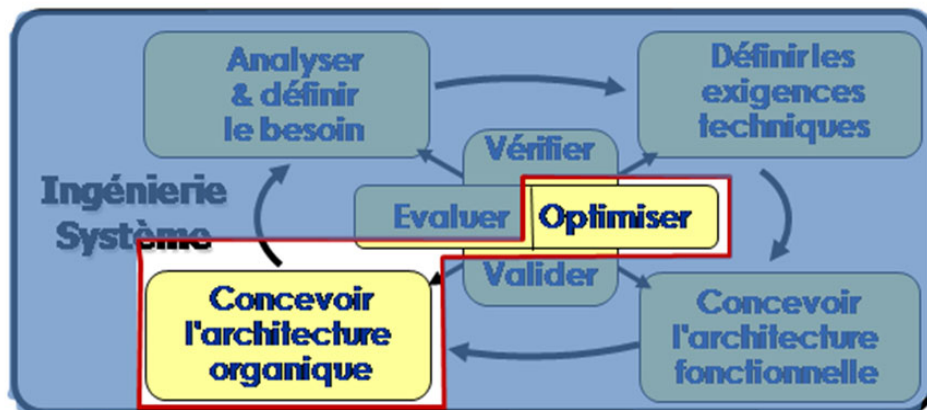 Analyser
& définir
le besoin
Définir les
exigences
techniques
Vérifier
Ingénierie
Système
Evaluer
Optimiser
Valider
Concevoir
l'architecture
organique
Concevoir
l'architecture
fonctionnelle